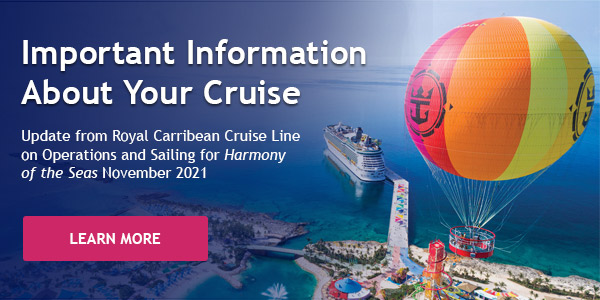 Important Information
About Your Cruise
Update from Royal Carribean Cruise Line
on Operations and Sailing for Harmony
of the Seas November 2021
LEARN MORE